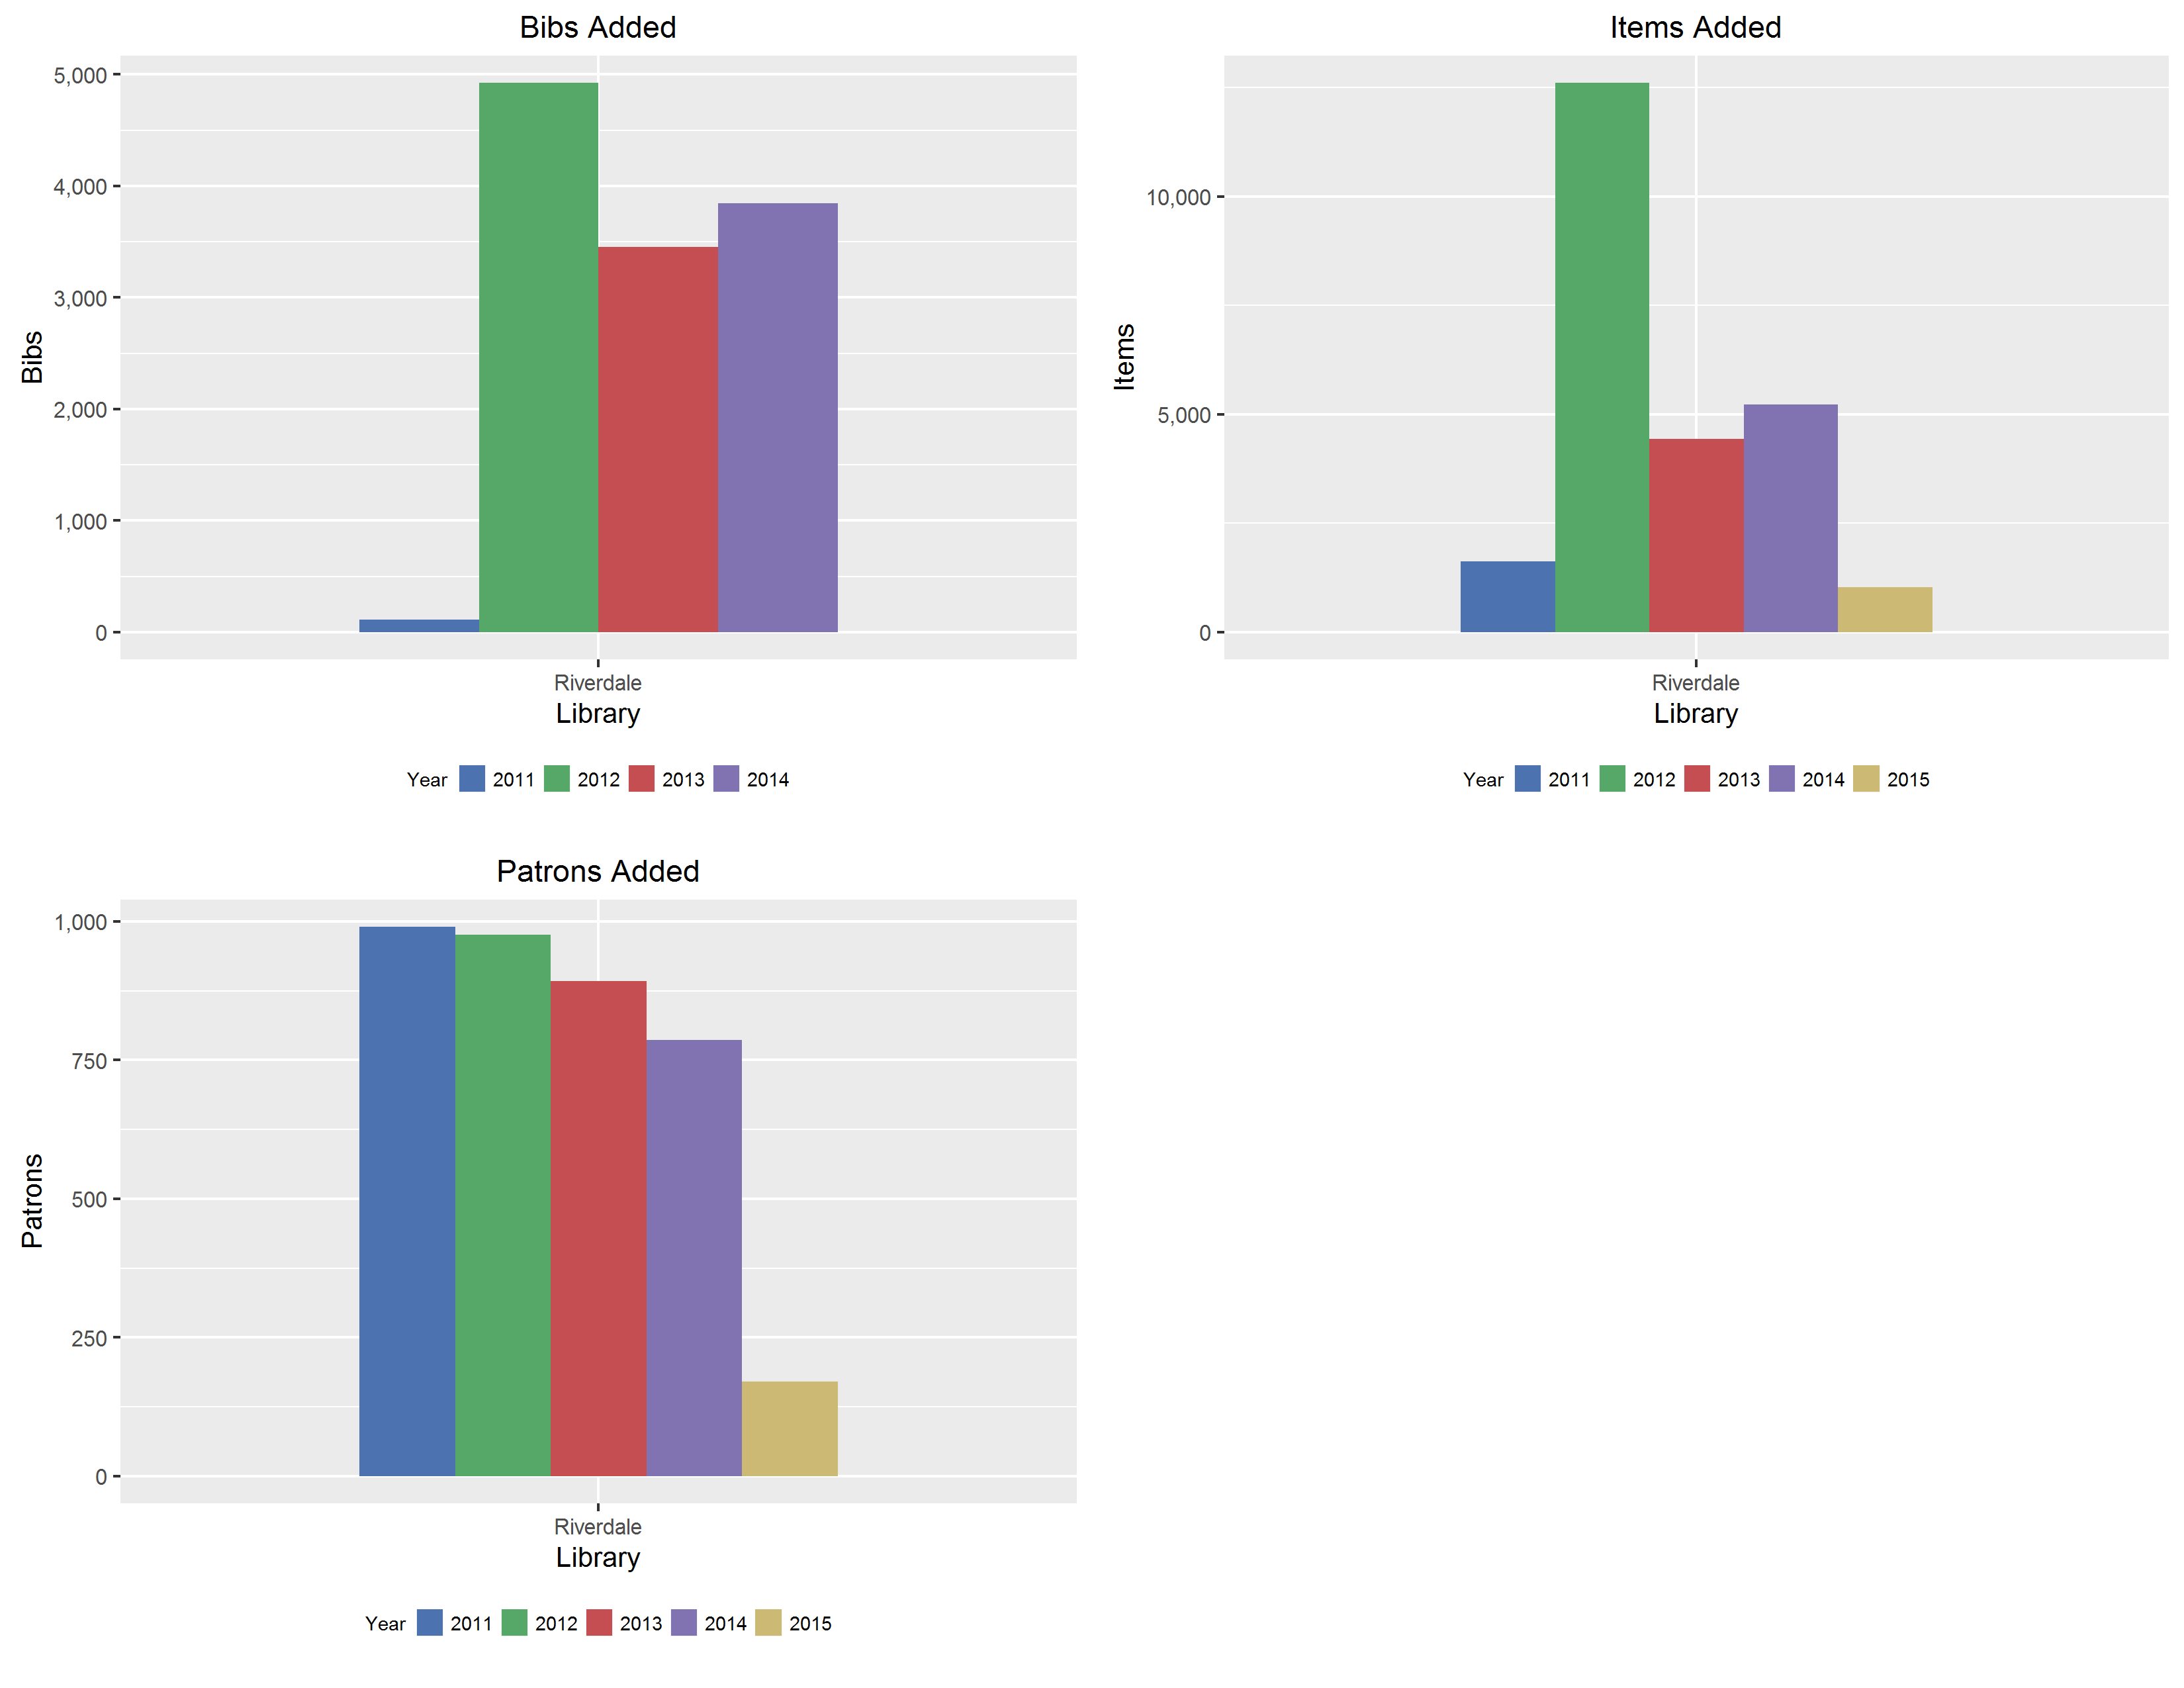 Bibs Added
5,000
4,000
3,000
2,000
1,000
0
Bibs
Riverdale
Library
Year 2011 2012 2013 2014
Items Added
10,000
5,000
0
Items
Riverdale
Library
Year 2011 2012 2013 2014 2015
Patrons Added
1,000
750
500
250
0
Patrons
Riverdale
Library
Year 2011 2012 2013 2014 2015